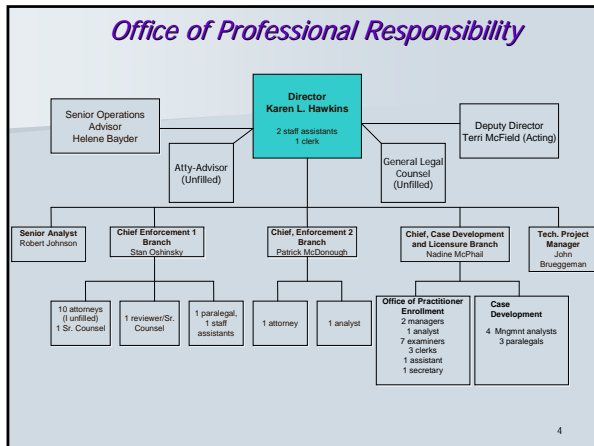 Office of Professional Responsibility
Director
Karen L. Hawkins
2 staff assistants
1 clerk
Senior Operations
Advisor
Helene Bayder
Deputy Director
Terri McField (Acting)
Atty-Advisor
(Unfilled)
General Legal
Counsel
(Unfilled)
Senior Analyst
Robert Johnson
Chief Enforcement 1
Branch
Stan Oshinsky
Chief, Enforcement 2
Branch
Patrick McDonough
Chief, Case Development
and Licensure Branch
Nadine McPhail
Tech. Project
Manager
John
Brueggeman
10 attorneys
(I unfilled)
1 Sr. Counsel
1 reviewer/Sr.
Counsel
1 paralegal,
1 staff
assistants
1 attorney
1 analyst
Office of Practitioner
Enrollment
2 managers
1 analyst
7 examiners
3 clerks
1 assistant
1 secretary
Case
Development
4 Mngmnt analysts
3 paralegals
4